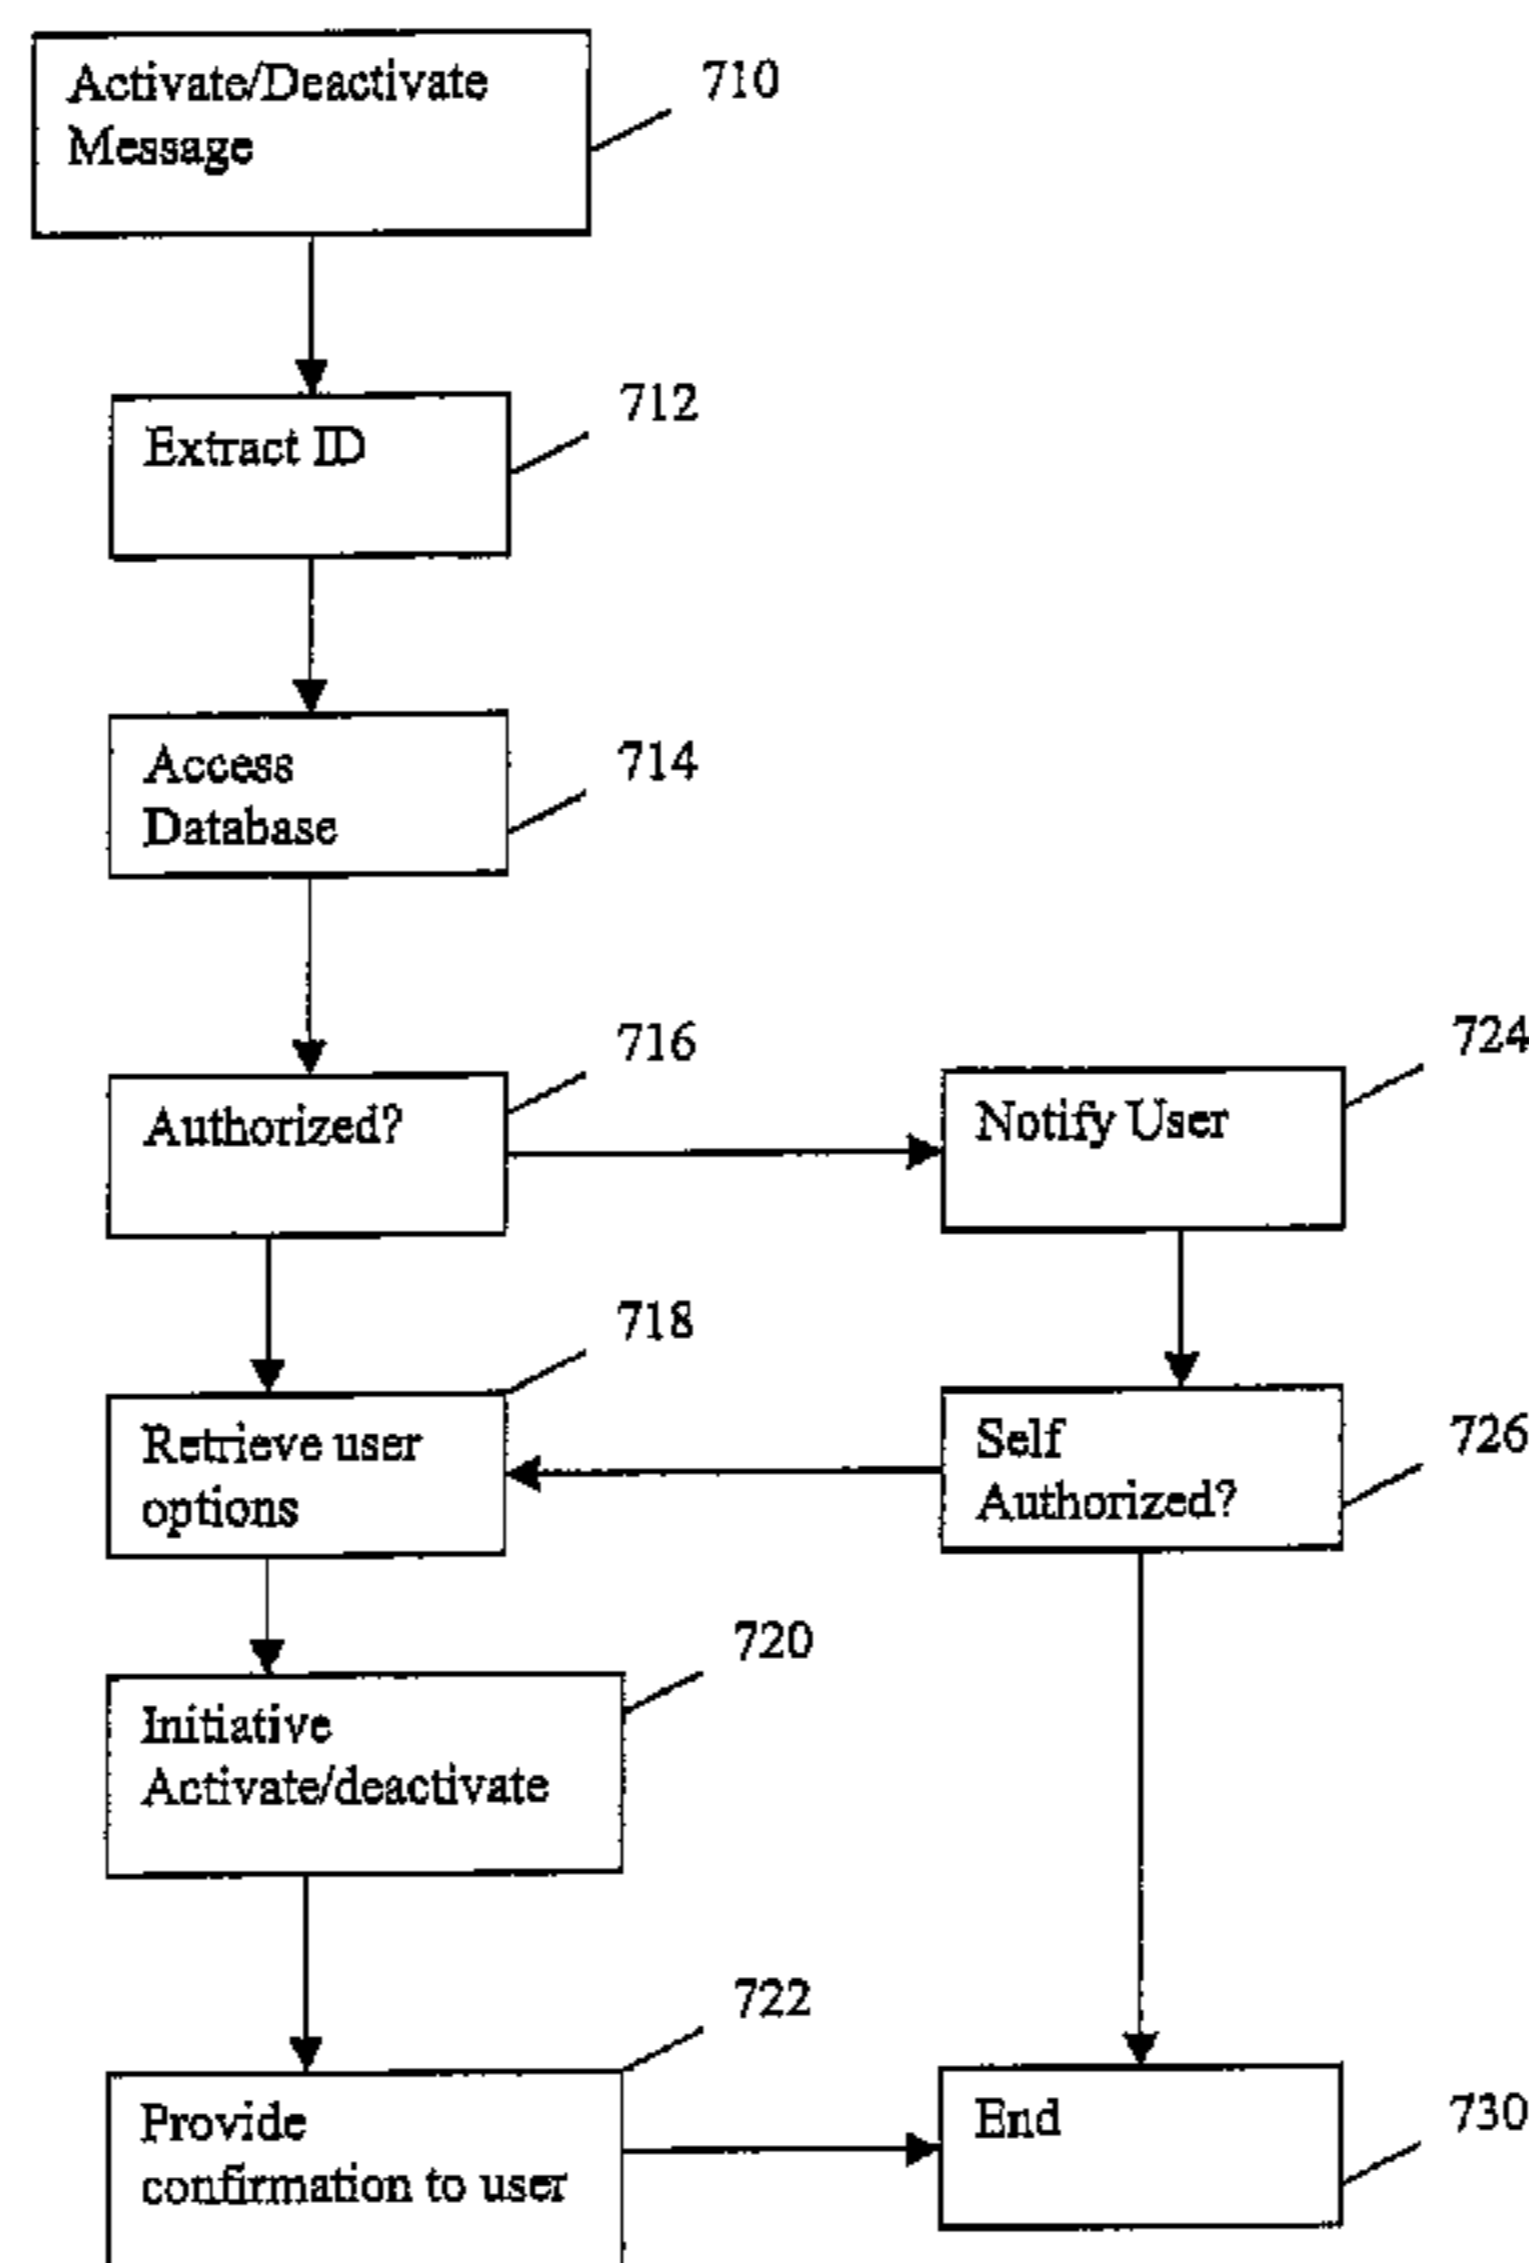 Activate/Deactivate
Message
710
Extract ID
712
Access
Database
714
Authorized?
716
Notify User
724
Retrieve user
options
718
Self
Authorized?
726
Initiative
Activate/deactivate
720
Provide
confirmation to user
722
End
730